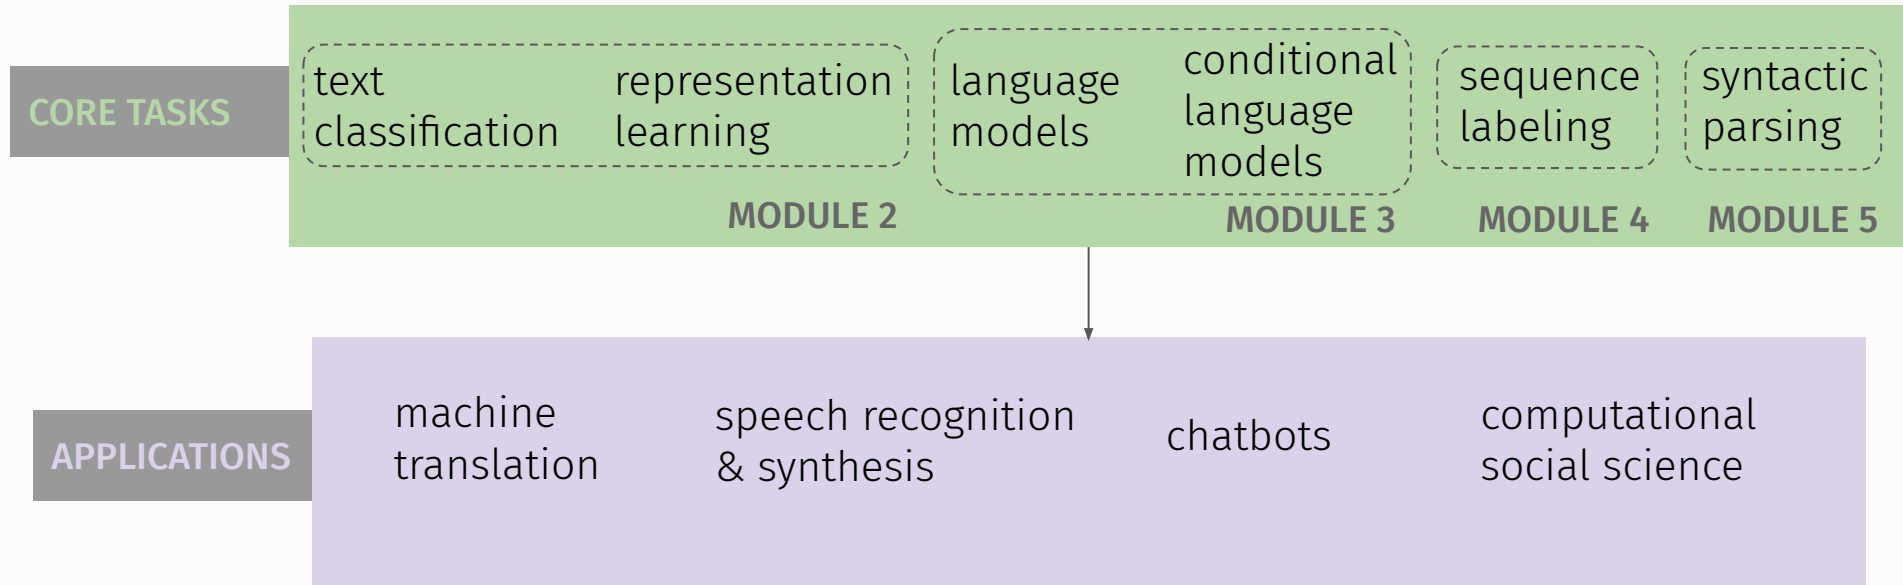 CORE TASKS
text
classification
representation
learning
MODULE 2
language
models
conditional
language
models
MODULE 3
sequence
labeling
MODULE 4
syntactic
parsing
MODULE 5
APPLICATIONS
machine
translation
speech recognition
& synthesis
chatbots
computational
social science